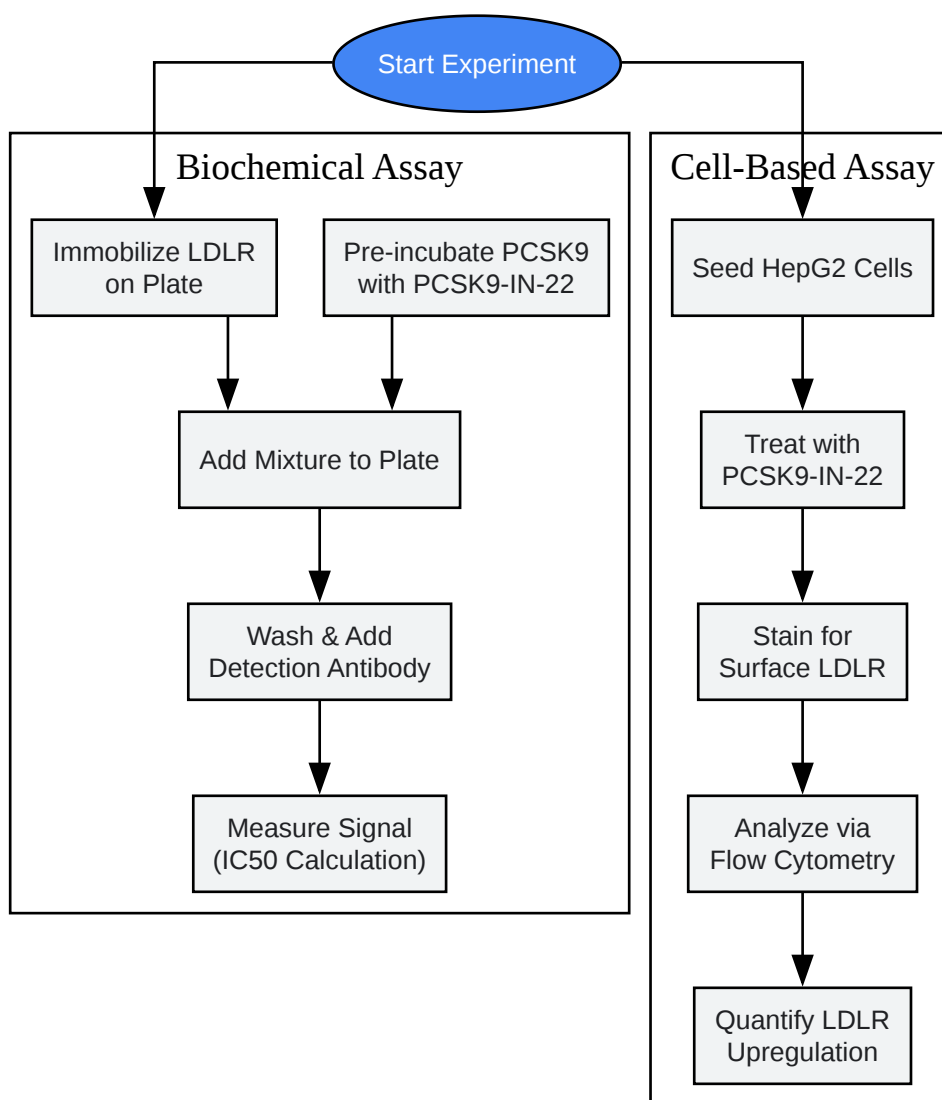 Start Experiment
Biochemical Assay
Immobilize LDLR
on Plate
Pre-incubate PCSK9
with PCSK9-IN-22
Add Mixture to Plate
Wash & Add
Detection Antibody
Measure Signal
(IC50 Calculation)
Cell-Based Assay
Seed HepG2 Cells
Treat with
PCSK9-IN-22
Stain for
Surface LDLR
Analyze via
Flow Cytometry
Quantify LDLR
Upregulation